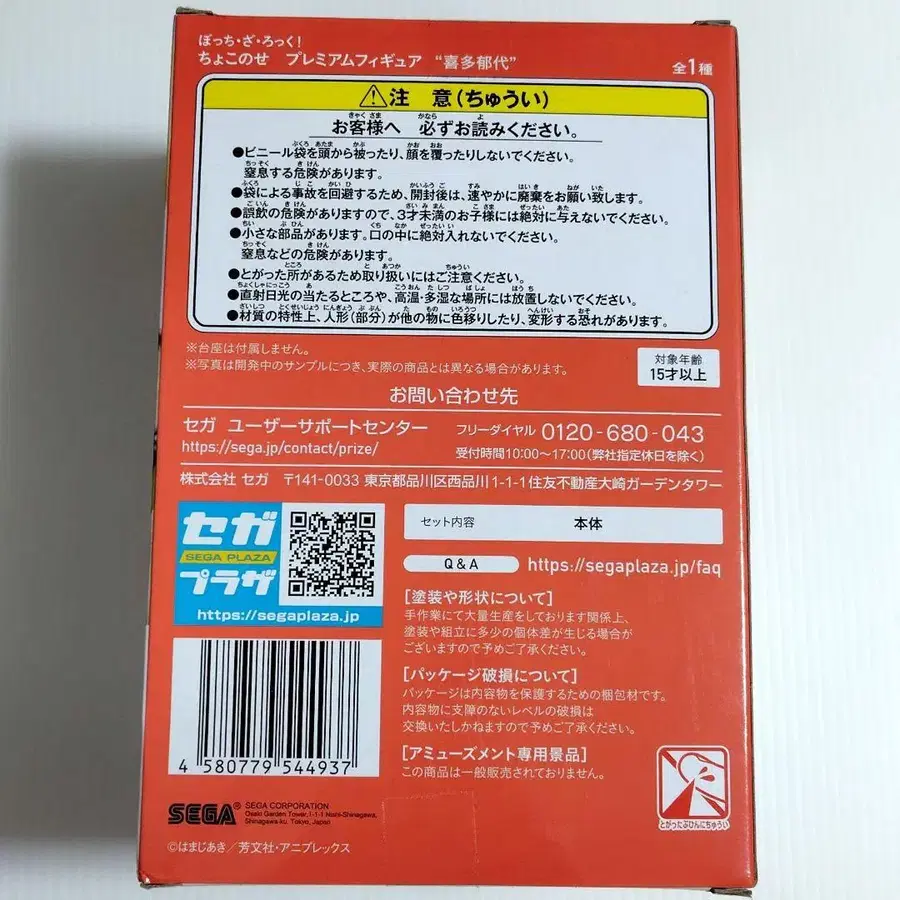 ぼっち・ざ・ろっく!
ちょこのせ プレミアムフィギュア “喜多郁代”
全1種
⚠注 意(ちゅうい)
お客様へ 必ずお読みください。
●ビニール袋を頭から被ったり、顔を覆ったりしないでください。
窒息する危険があります。
●袋による事故を回避するため、開封後は、速やかに廃棄をお願い致します。
●誤飲の危険がありますので、3才未満のお子様には絶対に与えないでください。
●小さな部品があります。口の中に絶対入れないでください。
窒息などの危険があります。
●とがった所があるため取り扱いにはご注意ください。
●直射日光の当たるところや、高温・多湿な場所には放置しないでください。
●材質の特性上、人形(部分)が他の物に色移りしたり、変形する恐れがあります。
※台座は付属しません。
※写真は開発中のサンプルにつき、実際の商品とは異なる場合があります。
対象年齢
15才以上
お問い合わせ先
セガ ユーザーサポートセンター
https://sega.jp/contact/prize/
フリーダイヤル 0120-680-043
受付時間10:00〜17:00(弊社指定休日を除く)
株式会社 セガ 〒141-0033 東京都品川区西品川1-1-1住友不動産大崎ガーデンタワー
セガ
SEGA PLAZA
プラザ
https://segaplaza.jp
セット内容 本体
Q & A https://segaplaza.jp/faq
[塗装や形状について]
手作業にて大量生産をしております関係上、
塗装や組立に多少の個体差が生じる場合が
ございますので予めご了承ください。
[パッケージ破損について]
パッケージは内容物を保護するための梱包材です。
内容物に支障のないレベルの破損は
交換いたしかねますので予めご了承ください。
[アミューズメント専用景品]
この商品は一般販売されておりません。
4 580779 544937
SEGA®
SEGA CORPORATION
Osaki Garden Tower,1-1-1 Nishi-Shinagawa,
Shinagawa-ku, Tokyo, Japan
とがったぶひんにちゅうい
©はまじあき/芳文社・アニプレックス